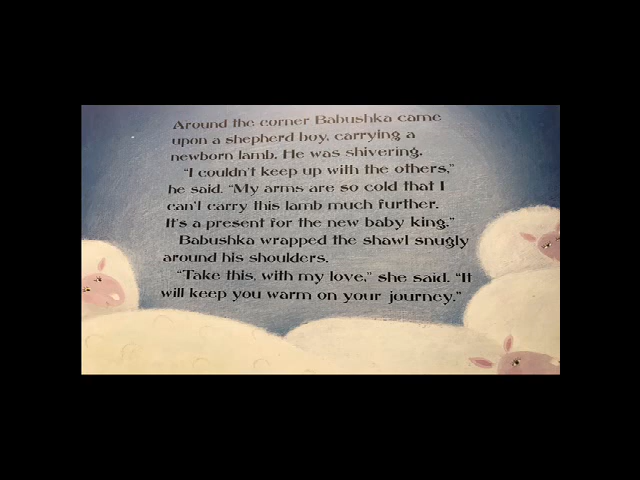 Around the corner Babushka came
upon a shepherd boy, carrying a
newborn lamb. He was shivering.
"I couldn't keep up with the others,"
he said. "My arms are so cold that I
can't carry this lamb much further.
It's a present for the new baby king."
Babushka wrapped the shawl snugly
around his shoulders.
"Take this, with my love," she said. "It
will keep you warm on your journey."